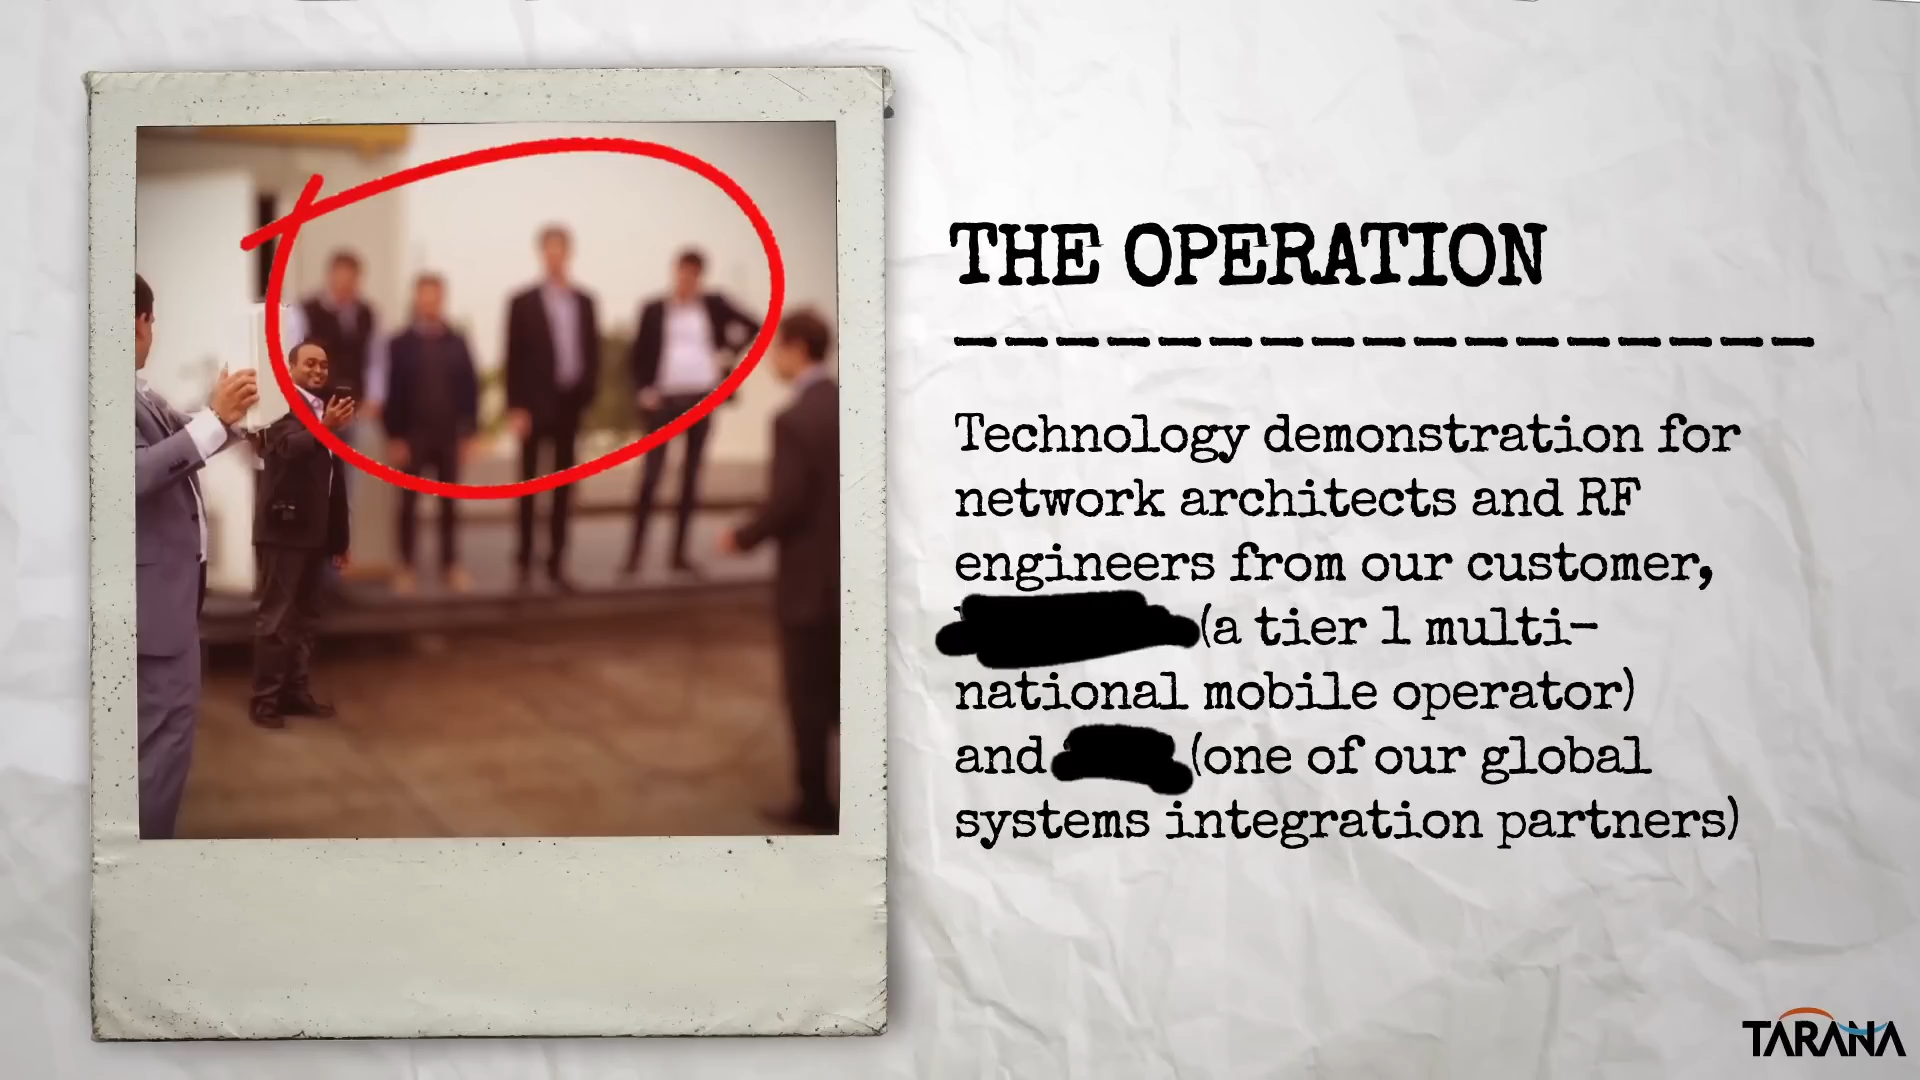 THE OPERATION
Technology demonstration for
network architects and RF
engineers from our customer,
(a tier 1 multi-
national mobile operator)
and (one of our global
systems integration partners)
TARANA